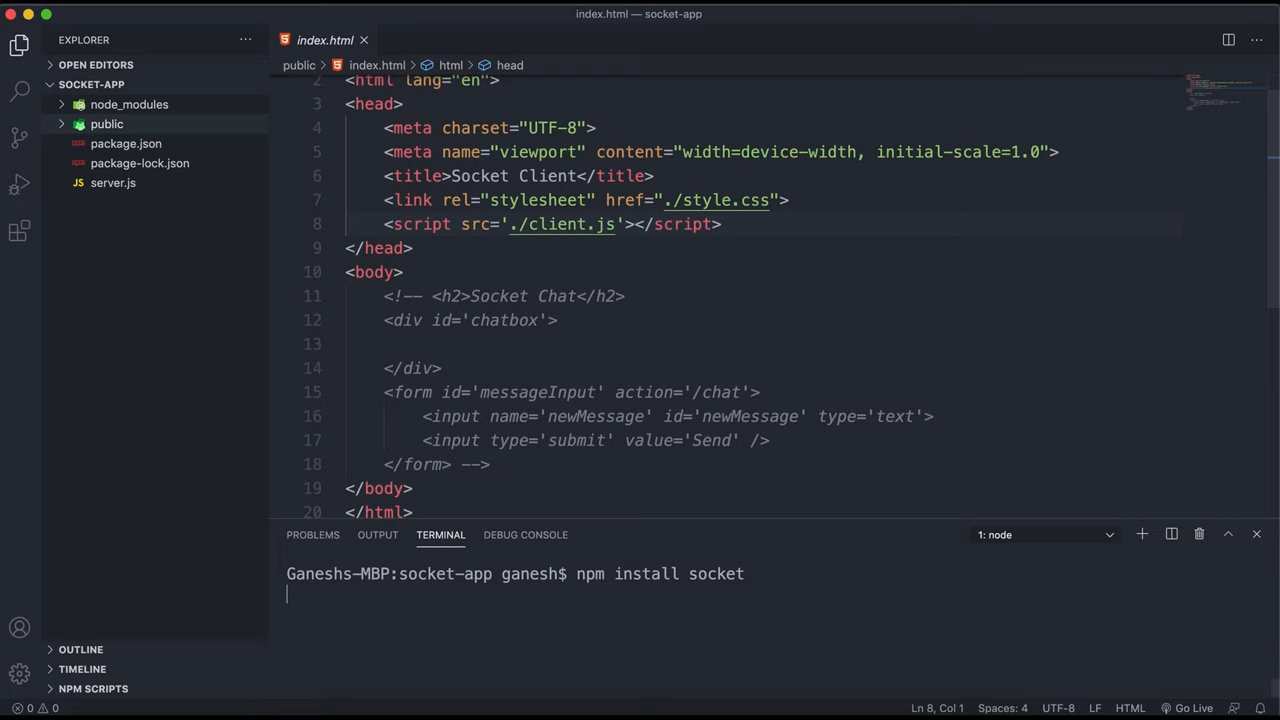 index.html — socket-app
EXPLORER
OPEN EDITORS
SOCKET-APP
node_modules
public
package.json
package-lock.json
JS server.js
OUTLINE
TIMELINE
NPM SCRIPTS
index.html
public > index.html > html > head
2 <html lang="en">
3 <head>
4 <meta charset="UTF-8">
5 <meta name="viewport" content="width=device-width, initial-scale=1.0">
6 <title>Socket Client</title>
7 <link rel="stylesheet" href="./style.css">
8 <script src='./client.js'></script>
9 </head>
10 <body>
11 <!-- <h2>Socket Chat</h2>
12 <div id='chatbox'>
13
14 </div>
15 <form id='messageInput' action='/chat'>
16 <input name='newMessage' id='newMessage' type='text'>
17 <input type='submit' value='Send' />
18 </form> -->
19 </body>
20 </html>
PROBLEMS OUTPUT TERMINAL DEBUG CONSOLE 1: node
Ganeshs-MBP:socket-app ganesh$ npm install socket
0 0 Ln 8, Col 1 Spaces: 4 UTF-8 LF HTML Go Live